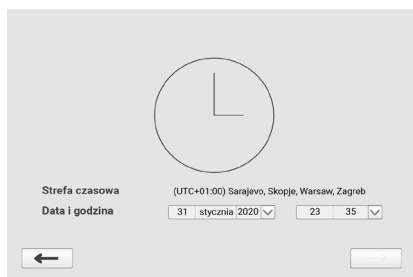 Strefa czasowa (UTC+01:00) Sarajevo, Skopje, Warsaw, Zagreb
Data i godzina 31 stycznia 2020 23 35